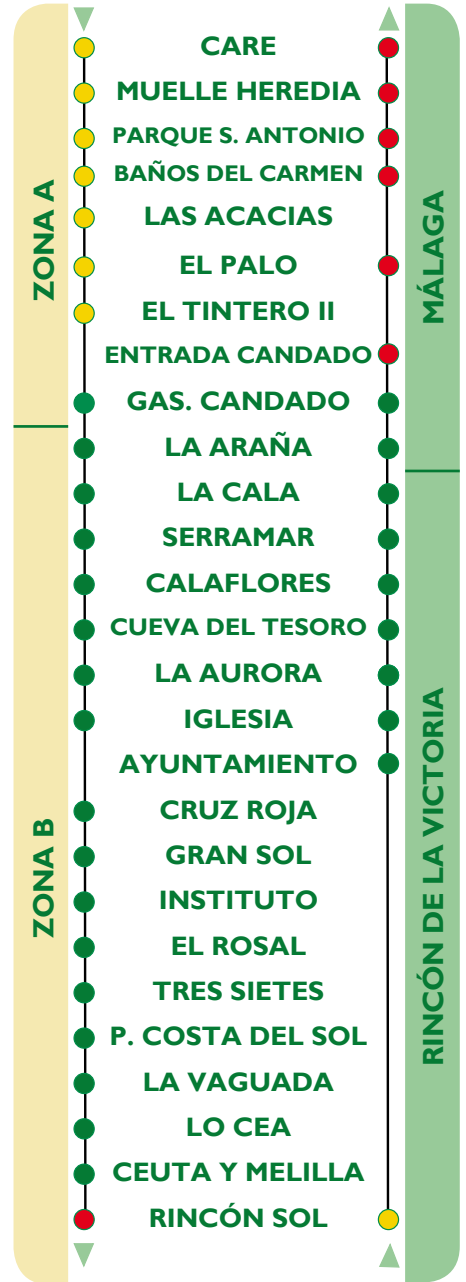 CARE
MUELLE HEREDIA
PARQUE S. ANTONIO
BAÑOS DEL CARMEN
LAS ACACIAS
EL PALO
EL TINTERO II
ENTRADA CANDADO
GAS. CANDADO
LA ARAÑA
LA CALA
SERRAMAR
CALAFLORES
CUEVA DEL TESORO
LA AURORA
IGLESIA
AYUNTAMIENTO
CRUZ ROJA
GRAN SOL
INSTITUTO
EL ROSAL
TRES SIETES
P. COSTA DEL SOL
LA VAGUADA
LO CEA
CEUTA Y MELILLA
RINCÓN SOL
ZONA A
ZONA B
MÁLAGA
RINCÓN DE LA VICTORIA